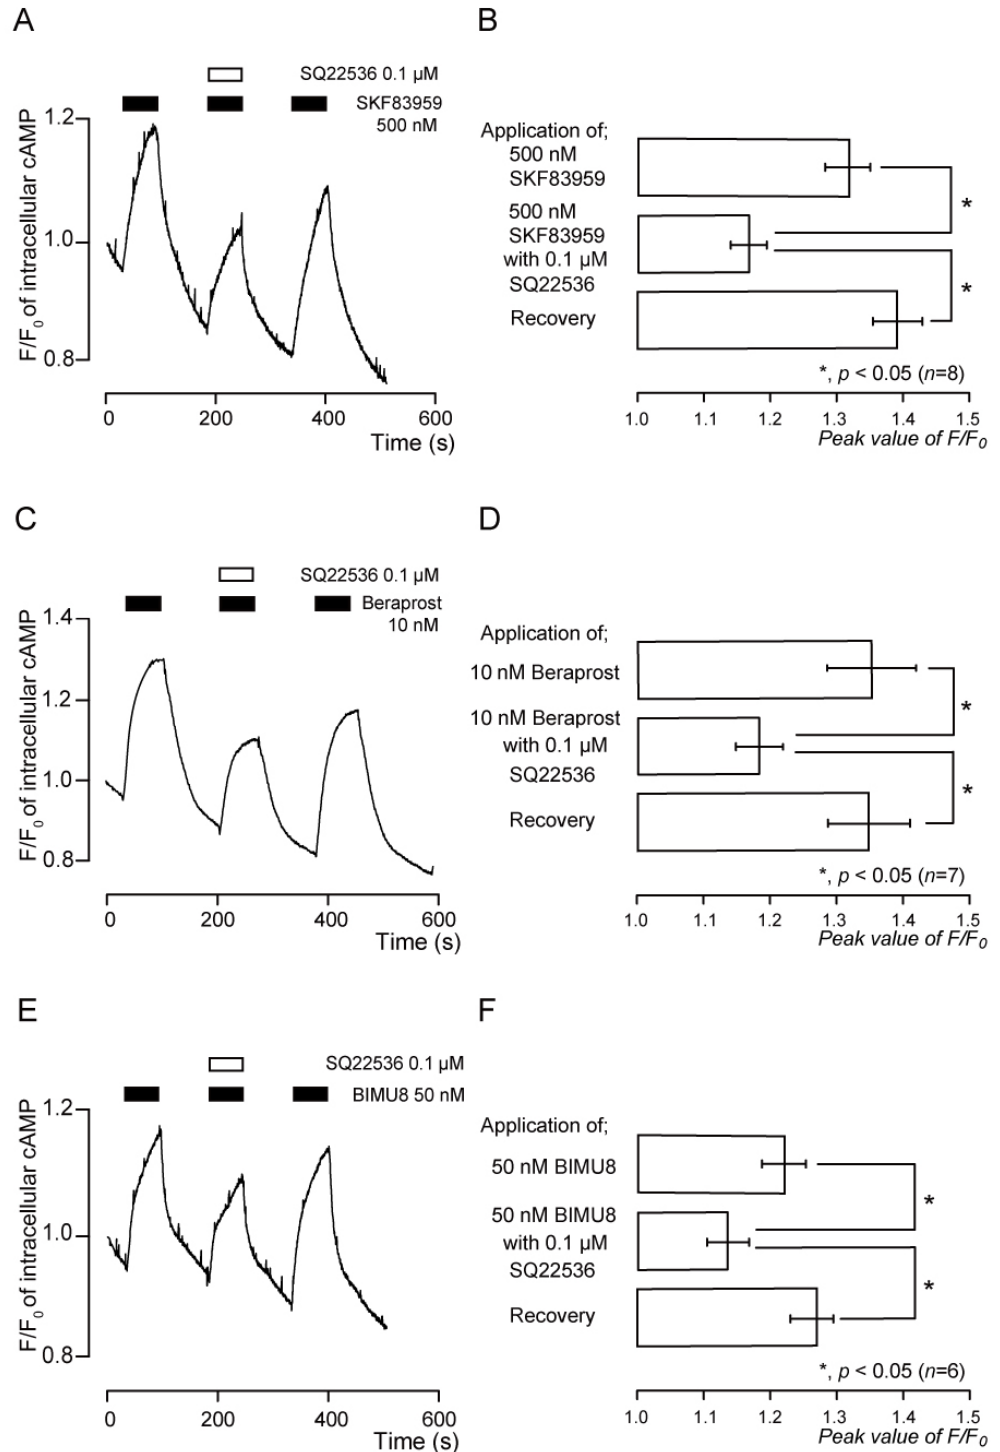 A
SQ22536 0.1 µM
SKF83959
500 nM
F/F0 of intracellular cAMP
1.2
1.0
0.8
0
200
400
600
Time (s)
B
Application of;
500 nM
SKF83959
500 nM
SKF83959
with 0.1 µM
SQ22536
Recovery
*
*
*, p < 0.05 (n=8)
1.0 1.1 1.2 1.3 1.4 1.5
Peak value of F/F0
C
SQ22536 0.1 µM
Beraprost
10 nM
F/F0 of intracellular cAMP
1.4
1.2
1.0
0.8
0
200
400
600
Time (s)
D
Application of;
10 nM Beraprost
10 nM Beraprost
with 0.1 µM
SQ22536
Recovery
*
*
*, p < 0.05 (n=7)
1.0 1.1 1.2 1.3 1.4 1.5
Peak value of F/F0
E
SQ22536 0.1 µM
BIMU8 50 nM
F/F0 of intracellular cAMP
1.2
1.0
0.8
0
200
400
600
Time (s)
F
Application of;
50 nM BIMU8
50 nM BIMU8
with 0.1 µM
SQ22536
Recovery
*
*
*, p < 0.05 (n=6)
1.0 1.1 1.2 1.3 1.4 1.5
Peak value of F/F0